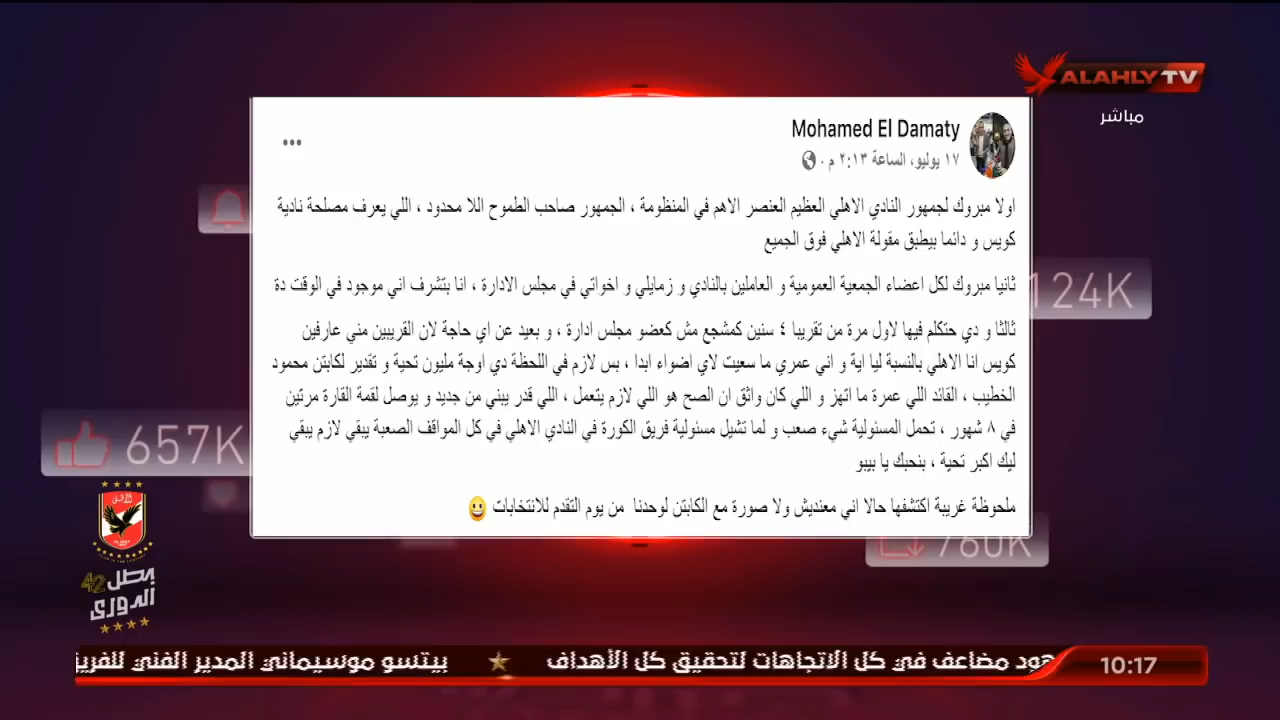 ALAHLY TV
مباشر
Mohamed El Damaty
١٧ يوليو، الساعة ٢:١٣ م ·
اولا مبروك لجمهور النادي الاهلي العظيم العنصر الاهم في المنظومة ، الجمهور صاحب الطموح اللا محدود ، اللي يعرف مصلحة نادية
كويس و دائما بيطبق مقولة الاهلي فوق الجميع
ثانيا مبروك لكل اعضاء الجمعية العمومية و العاملين بالنادي و زمايلي و اخواتي في مجلس الادارة ، انا بتشرف اني موجود في الوقت دة
ثالثا و دي حتكلم فيها لاول مرة من تقريبا ٤ سنين كمشجع مش كعضو مجلس ادارة ، و بعيد عن اي حاجة لان القريبين مني عارفين
كويس انا الاهلي بالنسبة ليا اية و اني عمري ما سعيت لاي اضواء ابدا ، بس لازم في اللحظة دي اوجة مليون تحية و تقدير لكابتن محمود
الخطيب ، القائد اللي عمرة ما اتهز و اللي كان واثق ان الصح هو اللي لازم يتعمل ، اللي قدر يبني من جديد و يوصل لقمة القارة مرتين
في ٨ شهور ، تحمل المسئولية شيء صعب و لما تشيل مسئولية فريق الكورة في النادي الاهلي في كل المواقف الصعبة يبقي لازم يبقي
ليك اكبر تحية ، بنحبك يا بيبو
ملحوظة غريبة اكتشفها حالا اني معنديش ولا صورة مع الكابتن لوحدنا من يوم التقدم للانتخابات 😀
124K
657K
760K
بطل الدوري 42
هود مضاعف في كل الاتجاهات لتحقيق كل الأهداف ★ بيتسو موسيماني المدير الفني للفريق
10:17